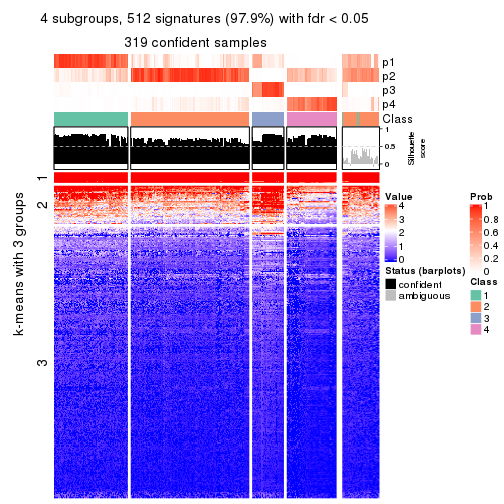 4 subgroups, 512 signatures (97.9%) with fdr < 0.05
319 confident samples
p1
p2
p3
p4
Class
1
0.5
0
Silhouette
score
k-means with 3 groups
1
2
3
Value
4
3
2
1
0
Status (barplots)
confident
ambiguous
Prob
1
0.8
0.6
0.4
0.2
0
Class
1
2
3
4